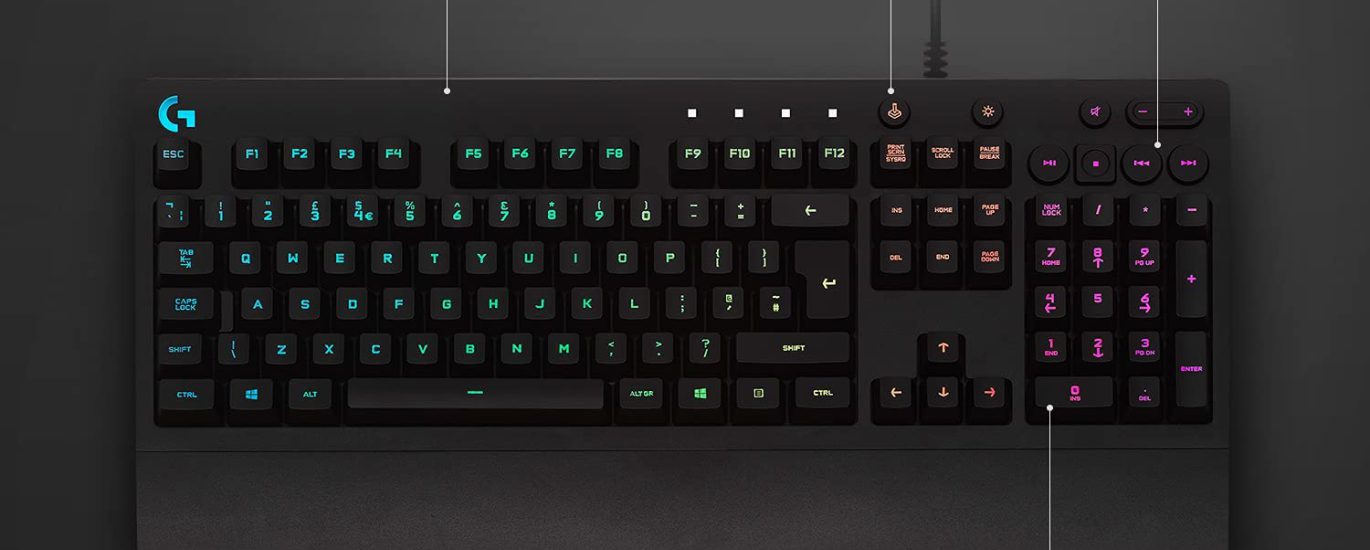 G
ESC F1 F2 F3 F4 F5 F6 F7 F8 F9 F10 F11 F12 PRINT SCRN SYSRQ SCROLL LOCK PAUSE BREAK
! 1 " 2 £ 3 $ 4 € % 5 ^ 6 & 7 * 8 ( 9 ) 0 _ - + = INS HOME PAGE UP NUM LOCK / * -
TAB Q W E R T Y U I O P { [ } ] DEL END PAGE DOWN 7 HOME 8 9 PG UP +
CAPS LOCK A S D F G H J K L : ; @ ' ~ # 4 5 6
SHIFT | \ Z X C V B N M < , > . ? / SHIFT 1 END 2 3 PG DN ENTER
CTRL ALT ALT GR CTRL 0 INS . DEL